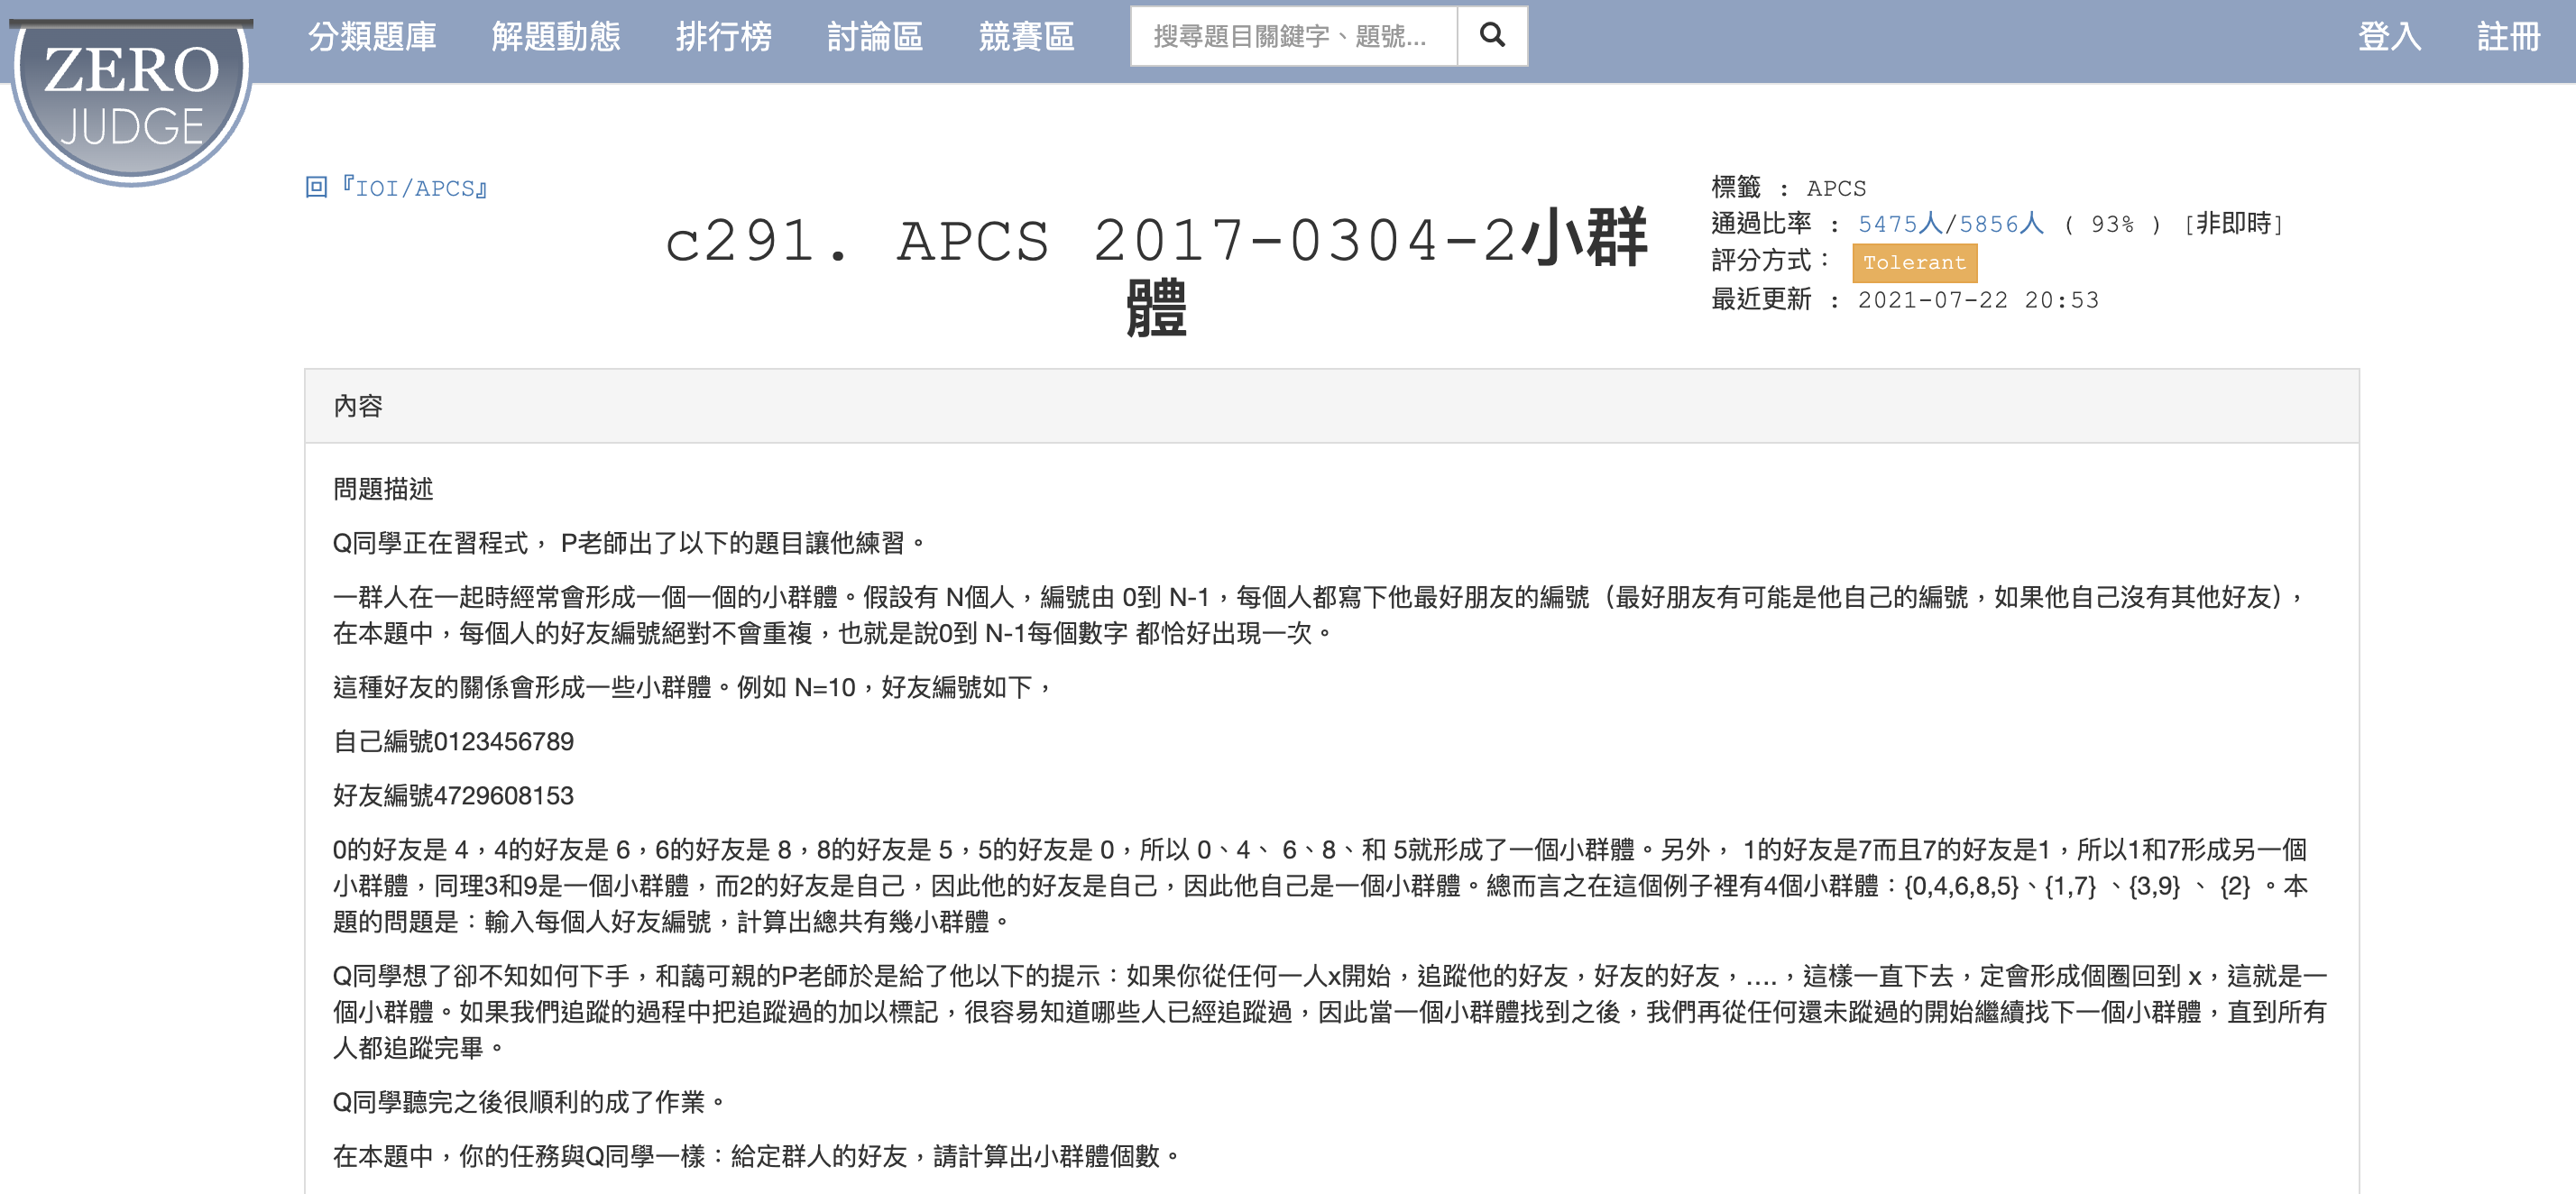 ZERO
JUDGE
分類題庫 解題動態 排行榜 討論區 競賽區 搜尋題目關鍵字、題號... 登入 註冊
回『IOI/APCS』
c291. APCS 2017-0304-2小群
體
標籤 : APCS
通過比率 : 5475人/5856人 ( 93% ) [非即時]
評分方式： Tolerant
最近更新 : 2021-07-22 20:53
內容
問題描述
Q同學正在習程式， P老師出了以下的題目讓他練習。
一群人在一起時經常會形成一個一個的小群體。假設有 N個人，編號由 0到 N-1，每個人都寫下他最好朋友的編號（最好朋友有可能是他自己的編號，如果他自己沒有其他好友），
在本題中，每個人的好友編號絕對不會重複，也就是說0到 N-1每個數字 都恰好出現一次。
這種好友的關係會形成一些小群體。例如 N=10，好友編號如下，
自己編號0123456789
好友編號4729608153
0的好友是 4，4的好友是 6，6的好友是 8，8的好友是 5，5的好友是 0，所以 0、4、 6、8、和 5就形成了一個小群體。另外， 1的好友是7而且7的好友是1，所以1和7形成另一個
小群體，同理3和9是一個小群體，而2的好友是自己，因此他的好友是自己，因此他自己是一個小群體。總而言之在這個例子裡有4個小群體：{0,4,6,8,5}、{1,7} 、{3,9} 、 {2} 。本
題的問題是：輸入每個人好友編號，計算出總共有幾小群體。
Q同學想了卻不知如何下手，和藹可親的P老師於是給了他以下的提示：如果你從任何一人x開始，追蹤他的好友，好友的好友，....，這樣一直下去，定會形成個圈回到 x，這就是一
個小群體。如果我們追蹤的過程中把追蹤過的加以標記，很容易知道哪些人已經追蹤過，因此當一個小群體找到之後，我們再從任何還未蹤過的開始繼續找下一個小群體，直到所有
人都追蹤完畢。
Q同學聽完之後很順利的成了作業。
在本題中，你的任務與Q同學一樣：給定群人的好友，請計算出小群體個數。